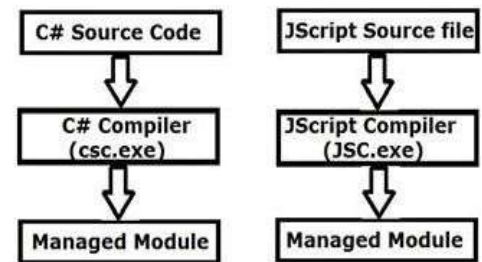 C# Source Code
C# Compiler
(csc.exe)
Managed Module
JScript Source file
JScript Compiler
(JSC.exe)
Managed Module